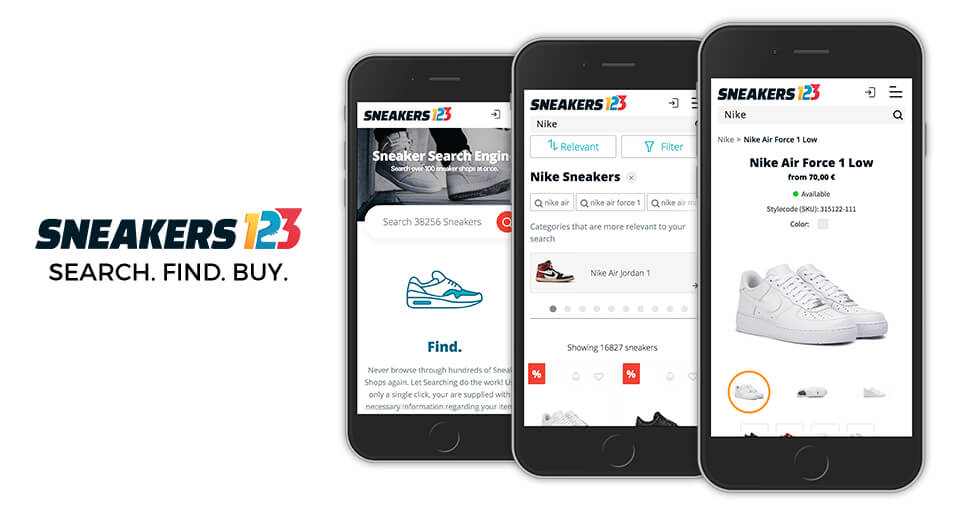 SNEAKERS 123
SEARCH. FIND. BUY.
SNEAKERS 123
Sneaker Search Engin
Search over 100 sneaker shops at once.
Search 38256 Sneakers
Find.
Never browse through hundreds of Sneak
Shops again. Let Searching do the work! U
only a single click, your are supplied with
necessary information regarding your item
SNEAKERS 123
Nike
Relevant
Filter
Nike Sneakers
nike air
nike air force 1
nike air m
Categories that are more relevant to your
search
Nike Air Jordan 1
Showing 16827 sneakers
%
%
SNEAKERS 123
Nike
Nike > Nike Air Force 1 Low
Nike Air Force 1 Low
from 70,00 €
Available
Stylecode (SKU): 315122-111
Color: